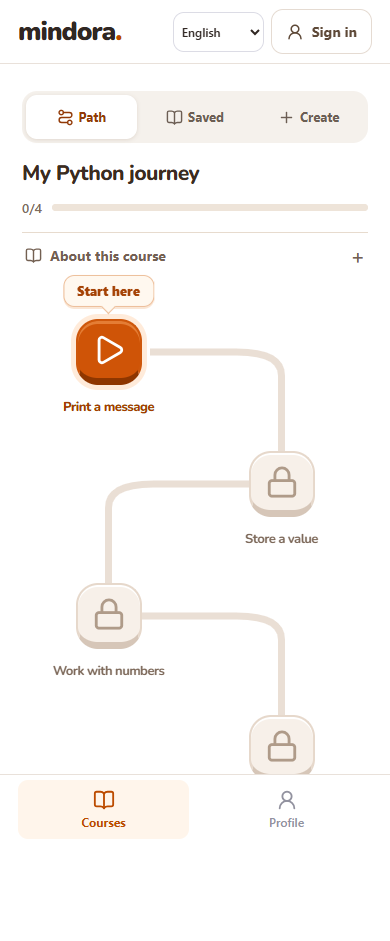 mindora.
English
Sign in
Path
Saved
Create
My Python journey
0/4
About this course
Start here
Print a message
Store a value
Work with numbers
Courses
Profile